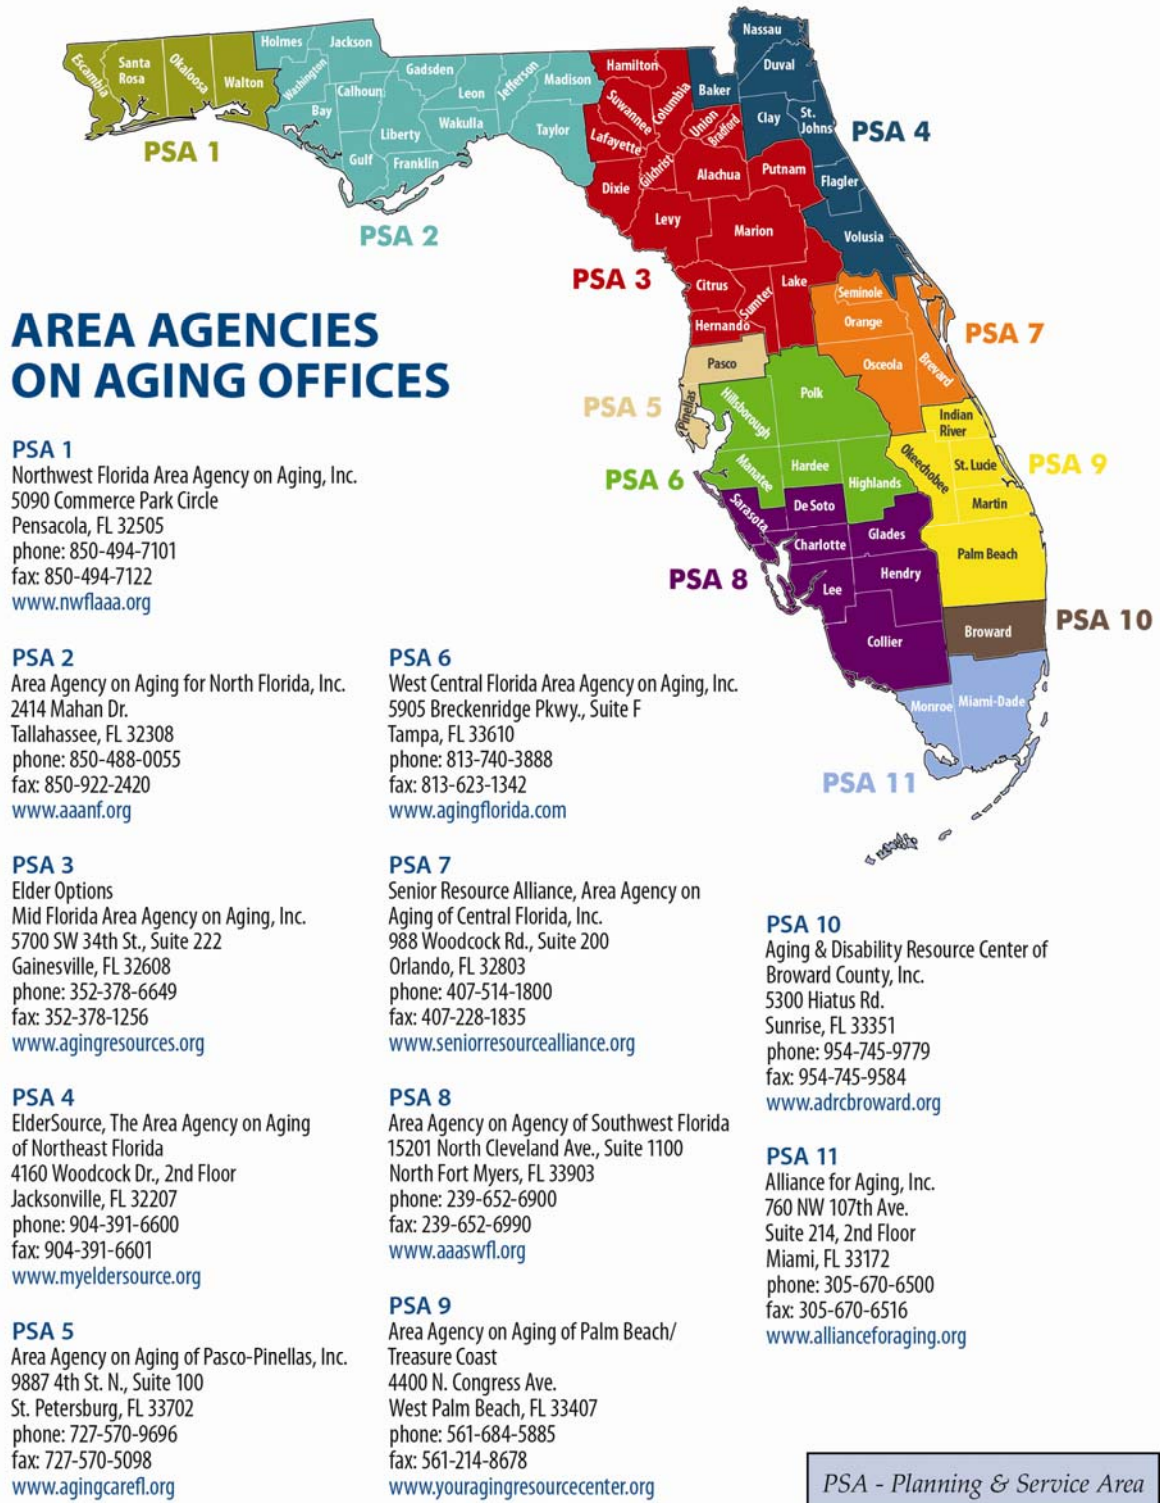 Nassau
Holmes
Jackson
Escambia
Santa
Rosa
Okaloosa
Walton
Washington
Gadsden
Calhoun
Leon
Jefferson
Madison
Hamilton
Duval
Baker
Bay
Suwannee
Columbia
Union
Bradford
Clay
St.
Johns
PSA 4
Liberty
Wakulla
Taylor
Lafayette
PSA 1
Gulf
Franklin
Dixie
Gilchrist
Alachua
Putnam
Flagler
PSA 2
Levy
Marion
Volusia
PSA 3
Citrus
Sumter
Lake
Seminole
Hernando
Orange
PSA 7
Pasco
Osceola
Brevard
PSA 5
Pinellas
Hillsborough
Polk
Indian
River
PSA 6
Manatee
Hardee
Highlands
Okeechobee
St. Lucie
PSA 9
Sarasota
De Soto
Martin
Charlotte
Glades
Palm Beach
PSA 8
Lee
Hendry
PSA 10
Broward
Collier
Monroe
Miami-Dade
PSA 11
AREA AGENCIES
ON AGING OFFICES
PSA 1
Northwest Florida Area Agency on Aging, Inc.
5090 Commerce Park Circle
Pensacola, FL 32505
phone: 850-494-7101
fax: 850-494-7122
www.nwflaaa.org
PSA 2
Area Agency on Aging for North Florida, Inc.
2414 Mahan Dr.
Tallahassee, FL 32308
phone: 850-488-0055
fax: 850-922-2420
www.aaanf.org
PSA 3
Elder Options
Mid Florida Area Agency on Aging, Inc.
5700 SW 34th St., Suite 222
Gainesville, FL 32608
phone: 352-378-6649
fax: 352-378-1256
www.agingresources.org
PSA 4
ElderSource, The Area Agency on Aging
of Northeast Florida
4160 Woodcock Dr., 2nd Floor
Jacksonville, FL 32207
phone: 904-391-6600
fax: 904-391-6601
www.myeldersource.org
PSA 5
Area Agency on Aging of Pasco-Pinellas, Inc.
9887 4th St. N., Suite 100
St. Petersburg, FL 33702
phone: 727-570-9696
fax: 727-570-5098
www.agingcarefl.org
PSA 6
West Central Florida Area Agency on Aging, Inc.
5905 Breckenridge Pkwy., Suite F
Tampa, FL 33610
phone: 813-740-3888
fax: 813-623-1342
www.agingflorida.com
PSA 7
Senior Resource Alliance, Area Agency on
Aging of Central Florida, Inc.
988 Woodcock Rd., Suite 200
Orlando, FL 32803
phone: 407-514-1800
fax: 407-228-1835
www.seniorresourcealliance.org
PSA 8
Area Agency on Agency of Southwest Florida
15201 North Cleveland Ave., Suite 1100
North Fort Myers, FL 33903
phone: 239-652-6900
fax: 239-652-6990
www.aaaswfl.org
PSA 9
Area Agency on Aging of Palm Beach/
Treasure Coast
4400 N. Congress Ave.
West Palm Beach, FL 33407
phone: 561-684-5885
fax: 561-214-8678
www.youragingresourcecenter.org
PSA 10
Aging & Disability Resource Center of
Broward County, Inc.
5300 Hiatus Rd.
Sunrise, FL 33351
phone: 954-745-9779
fax: 954-745-9584
www.adrcbroward.org
PSA 11
Alliance for Aging, Inc.
760 NW 107th Ave.
Suite 214, 2nd Floor
Miami, FL 33172
phone: 305-670-6500
fax: 305-670-6516
www.allianceforaging.org
PSA - Planning & Service Area